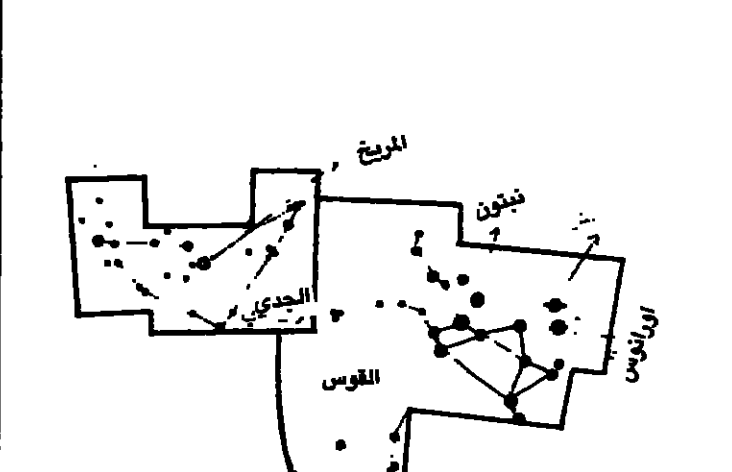 المريخ
نبتون
اورانوس
الجدي
القوس